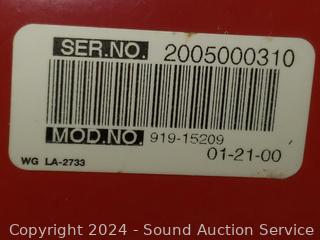 SER.NO. 2005000310
MOD.NO. 919-15209
01-21-00
WG LA-2733
Copyright © 2024 - Sound Auction Service